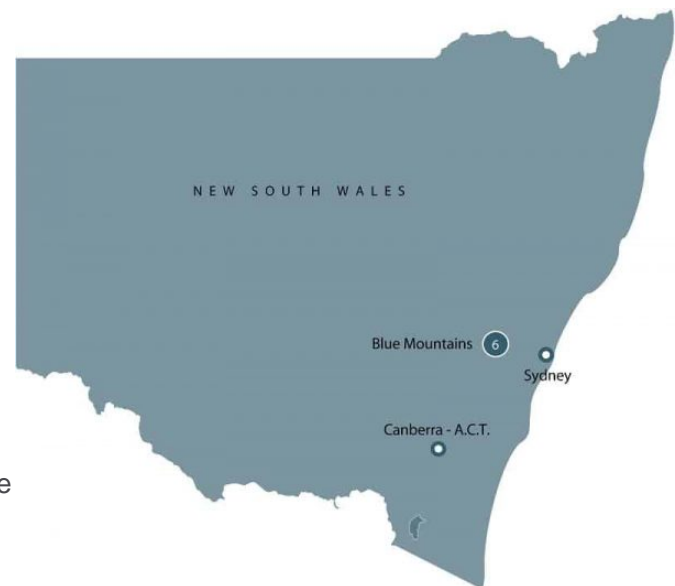 NEW SOUTH WALES
Blue Mountains 6
Sydney
Canberra - A.C.T.
e